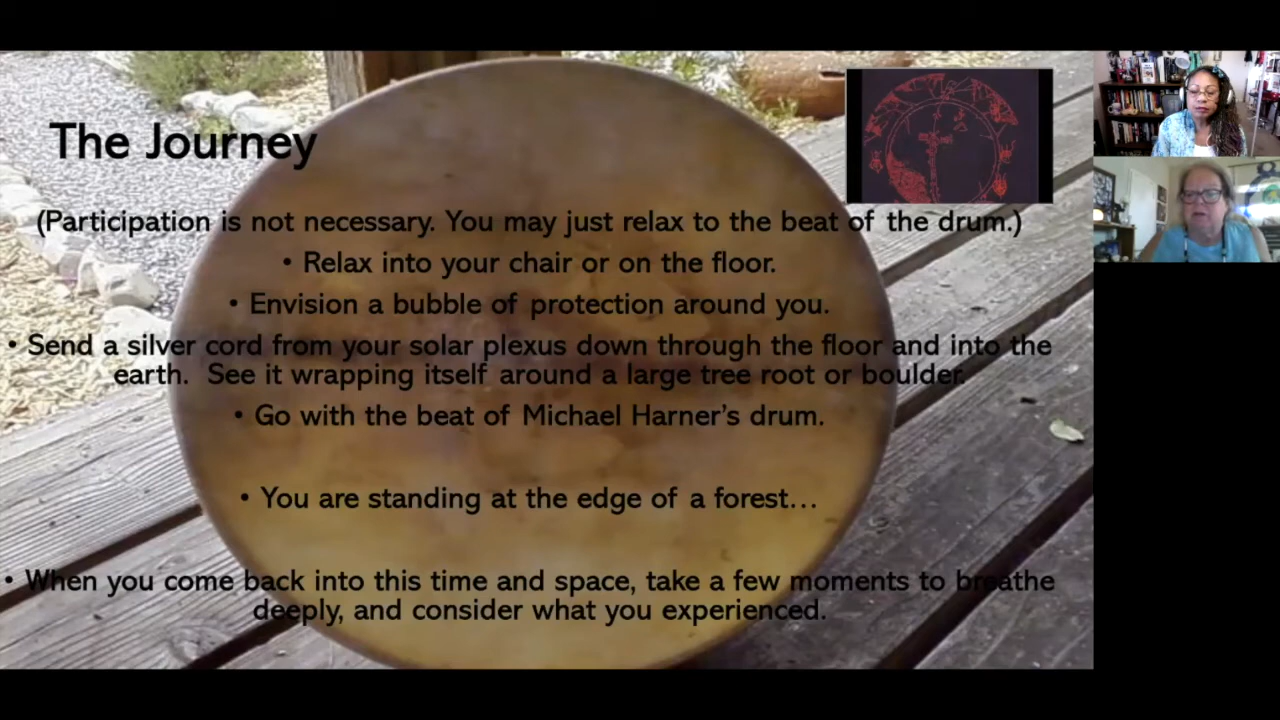 The Journey
(Participation is not necessary. You may just relax to the beat of the drum.)
• Relax into your chair or on the floor.
• Envision a bubble of protection around you.
• Send a silver cord from your solar plexus down through the floor and into the
earth. See it wrapping itself around a large tree root or boulder.
• Go with the beat of Michael Harner’s drum.
• You are standing at the edge of a forest…
• When you come back into this time and space, take a few moments to breathe
deeply, and consider what you experienced.